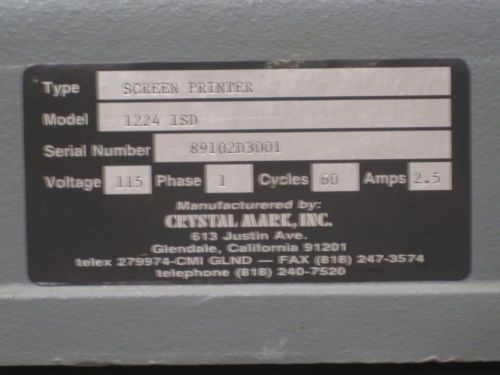 Type SCREEN PRINTER
Model 1224 ISD
Serial Number 89102D3001
Voltage 115 Phase 1 Cycles 60 Amps 2.5
Manufacturered by:
CRYSTAL MARK, INC.
613 Justin Ave.
Glendale, California 91201
telex 279974-CMI GLND — FAX (818) 247-3574
telephone (818) 240-7520